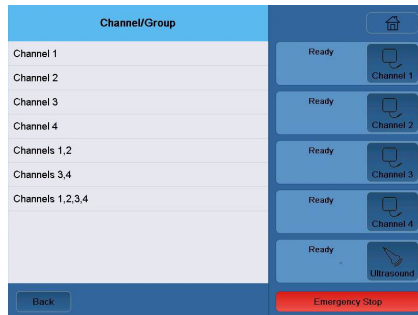 Channel/Group
Channel 1
Channel 2
Channel 3
Channel 4
Channels 1,2
Channels 3,4
Channels 1,2,3,4
Back
Ready
Channel 1
Ready
Channel 2
Ready
Channel 3
Ready
Channel 4
Ready
Ultrasound
Emergency Stop